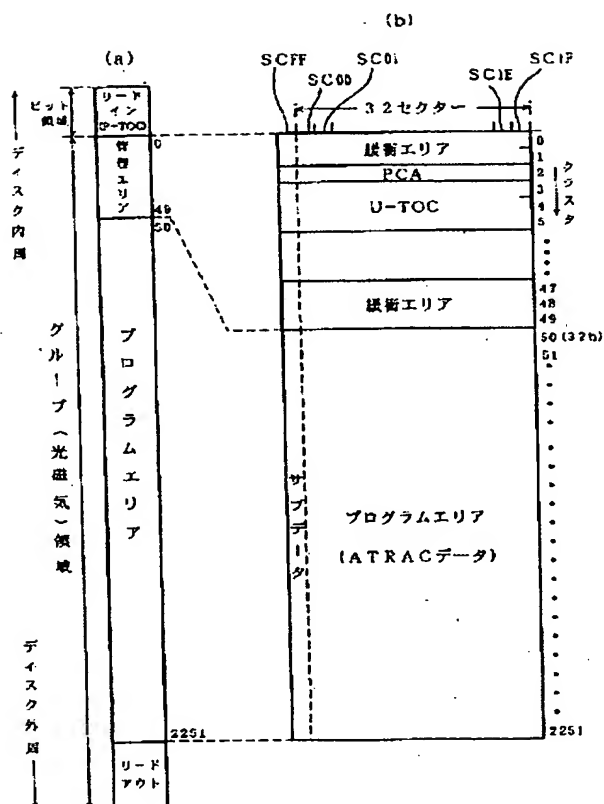 (b)
(a)
SCFF
SC00
SC01
SC1E
SC1F
32セクター
ピット領域
リードイン
P-TOC
管理エリア
0
49
50
ディスク内周
グルーブ(光磁気)領域
プログラムエリア
ディスク外周
2251
リードアウト
緩衝エリア
PCA
U-TOC
緩衝エリア
0
1
2
3
4
5
クラスタ
47
48
49
50 (32h)
51
サブデータ
プログラムエリア
(ATRACデータ)
2251